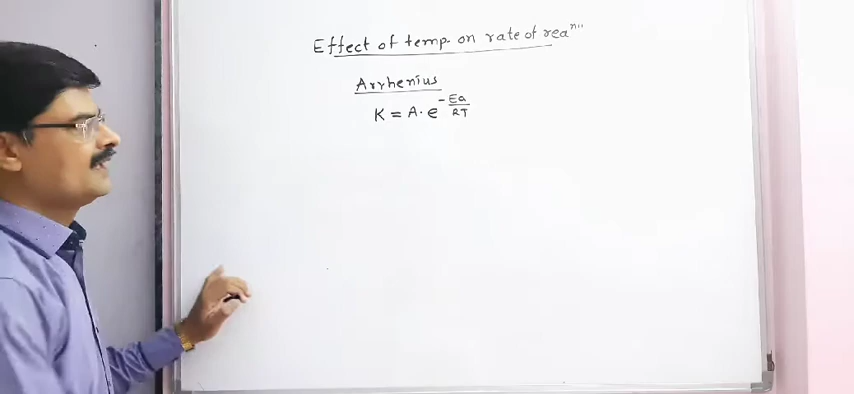 Effect of temp. on rate of reaⁿ"
Arrhenius
K = A. e^-Ea/RT